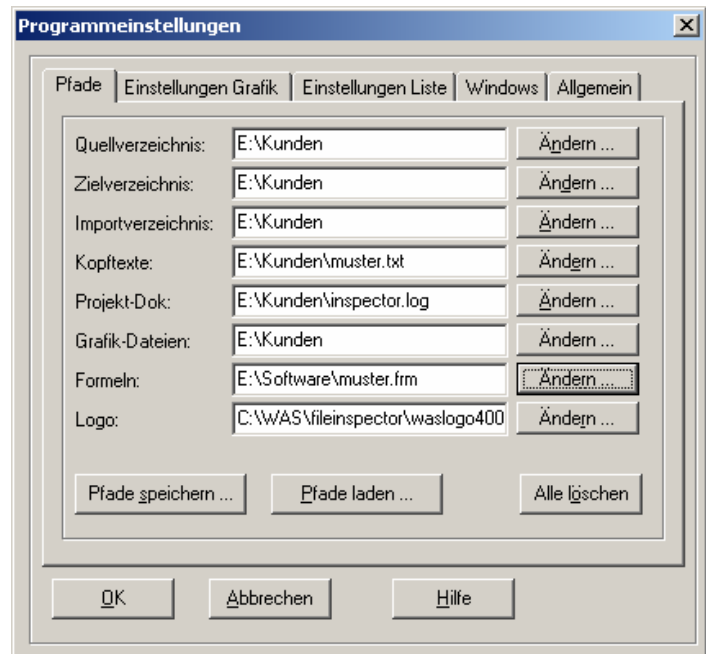 Programmeinstellungen
Pfade Einstellungen Grafik Einstellungen Liste Windows Allgemein
Quellverzeichnis: E:\Kunden Ändern ...
Zielverzeichnis: E:\Kunden Ändern ...
Importverzeichnis: E:\Kunden Ändern ...
Kopftexte: E:\Kunden\muster.txt Ändern ...
Projekt-Dok: E:\Kunden\inspector.log Ändern ...
Grafik-Dateien: E:\Kunden Ändern ...
Formeln: E:\Software\muster.frm Ändern ...
Logo: C:\WAS\fileinspector\waslogo400 Ändern ...
Pfade speichern ... Pfade laden ... Alle löschen
OK Abbrechen Hilfe